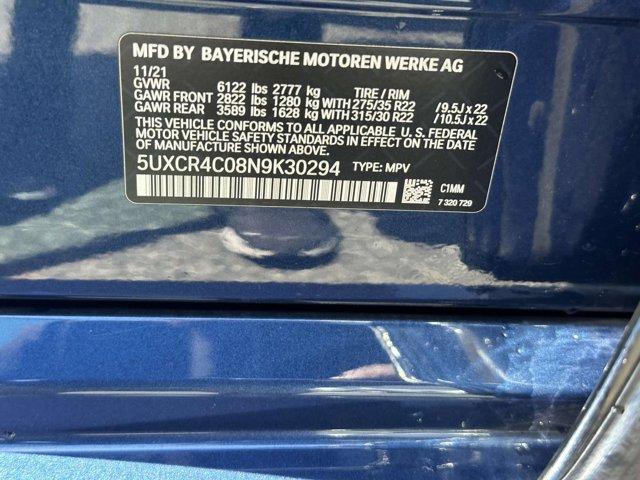 MFD BY BAYERISCHE MOTOREN WERKE AG
11/21
GVWR 6122 lbs 2777 kg TIRE / RIM
GAWR FRONT 2822 lbs 1280 kg WITH 275/35 R22 / 9.5J x 22
GAWR REAR 3589 lbs 1628 kg WITH 315/30 R22 / 10.5J x 22
THIS VEHICLE CONFORMS TO ALL APPLICABLE U. S. FEDERAL
MOTOR VEHICLE SAFETY STANDARDS IN EFFECT ON THE DATE
OF MANUFACTURE SHOWN ABOVE.
5UXCR4C08N9K30294 TYPE: MPV
C1MM
7 320 729